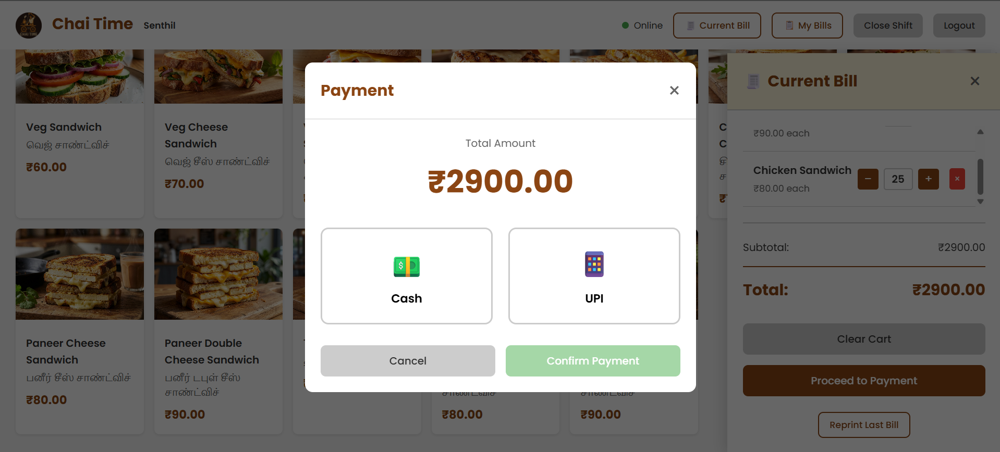 Chai Time
Senthil
Online
Current Bill
My Bills
Close Shift
Logout
Veg Sandwich
வெஜ் சாண்ட்விச்
₹60.00
Veg Cheese
Sandwich
வெஜ் சீஸ் சாண்ட்விச்
₹70.00
Payment
×
Total Amount
₹2900.00
Cash
UPI
Cancel
Confirm Payment
Current Bill
×
₹90.00 each
Chicken Sandwich
₹80.00 each
−
25
+
×
Subtotal:
₹2900.00
Total:
₹2900.00
Clear Cart
Proceed to Payment
Reprint Last Bill
Paneer Cheese
Sandwich
பனீர் சீஸ் சாண்ட்விச்
₹80.00
Paneer Double
Cheese Sandwich
பனீர் டபுள் சீஸ்
சாண்ட்விச்
₹90.00
சாண்ட்விச்
₹80.00
சாண்ட்விச்
₹90.00